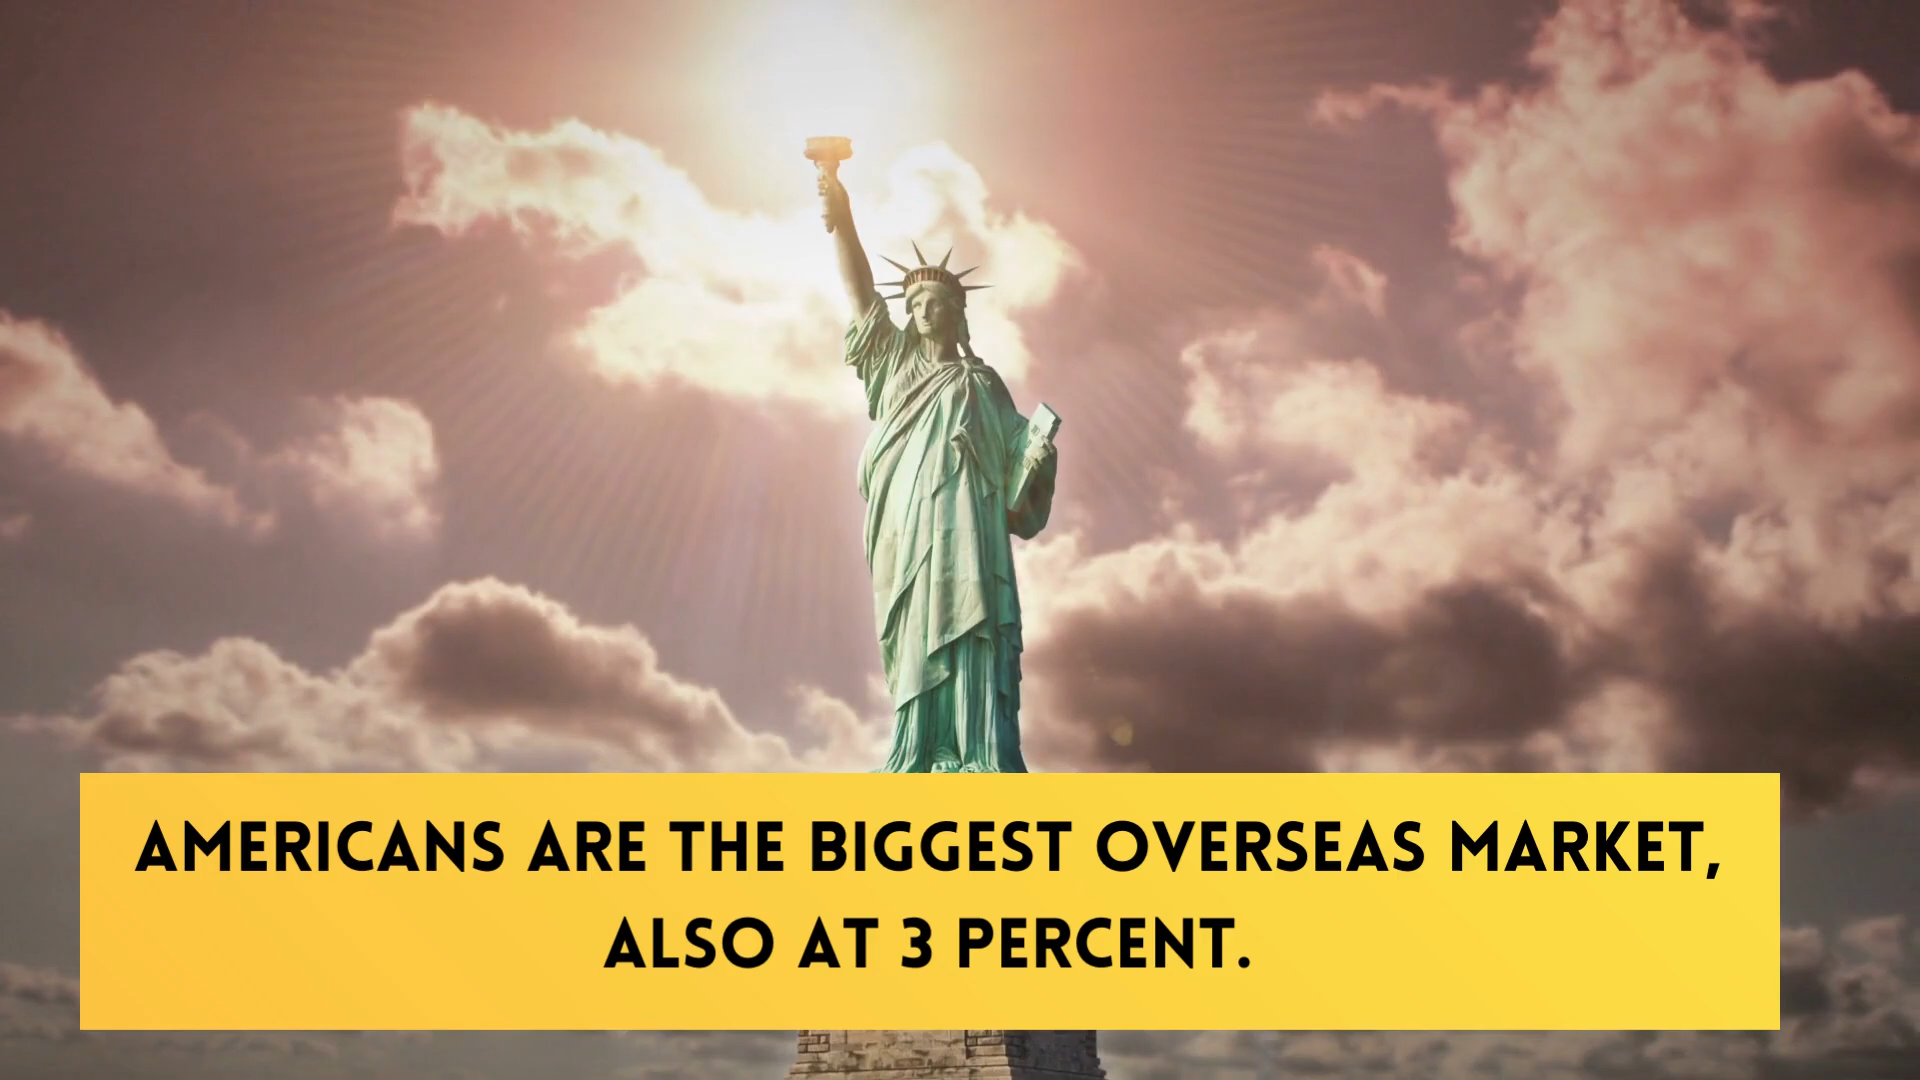 AMERICANS ARE THE BIGGEST OVERSEAS MARKET,
ALSO AT 3 PERCENT.